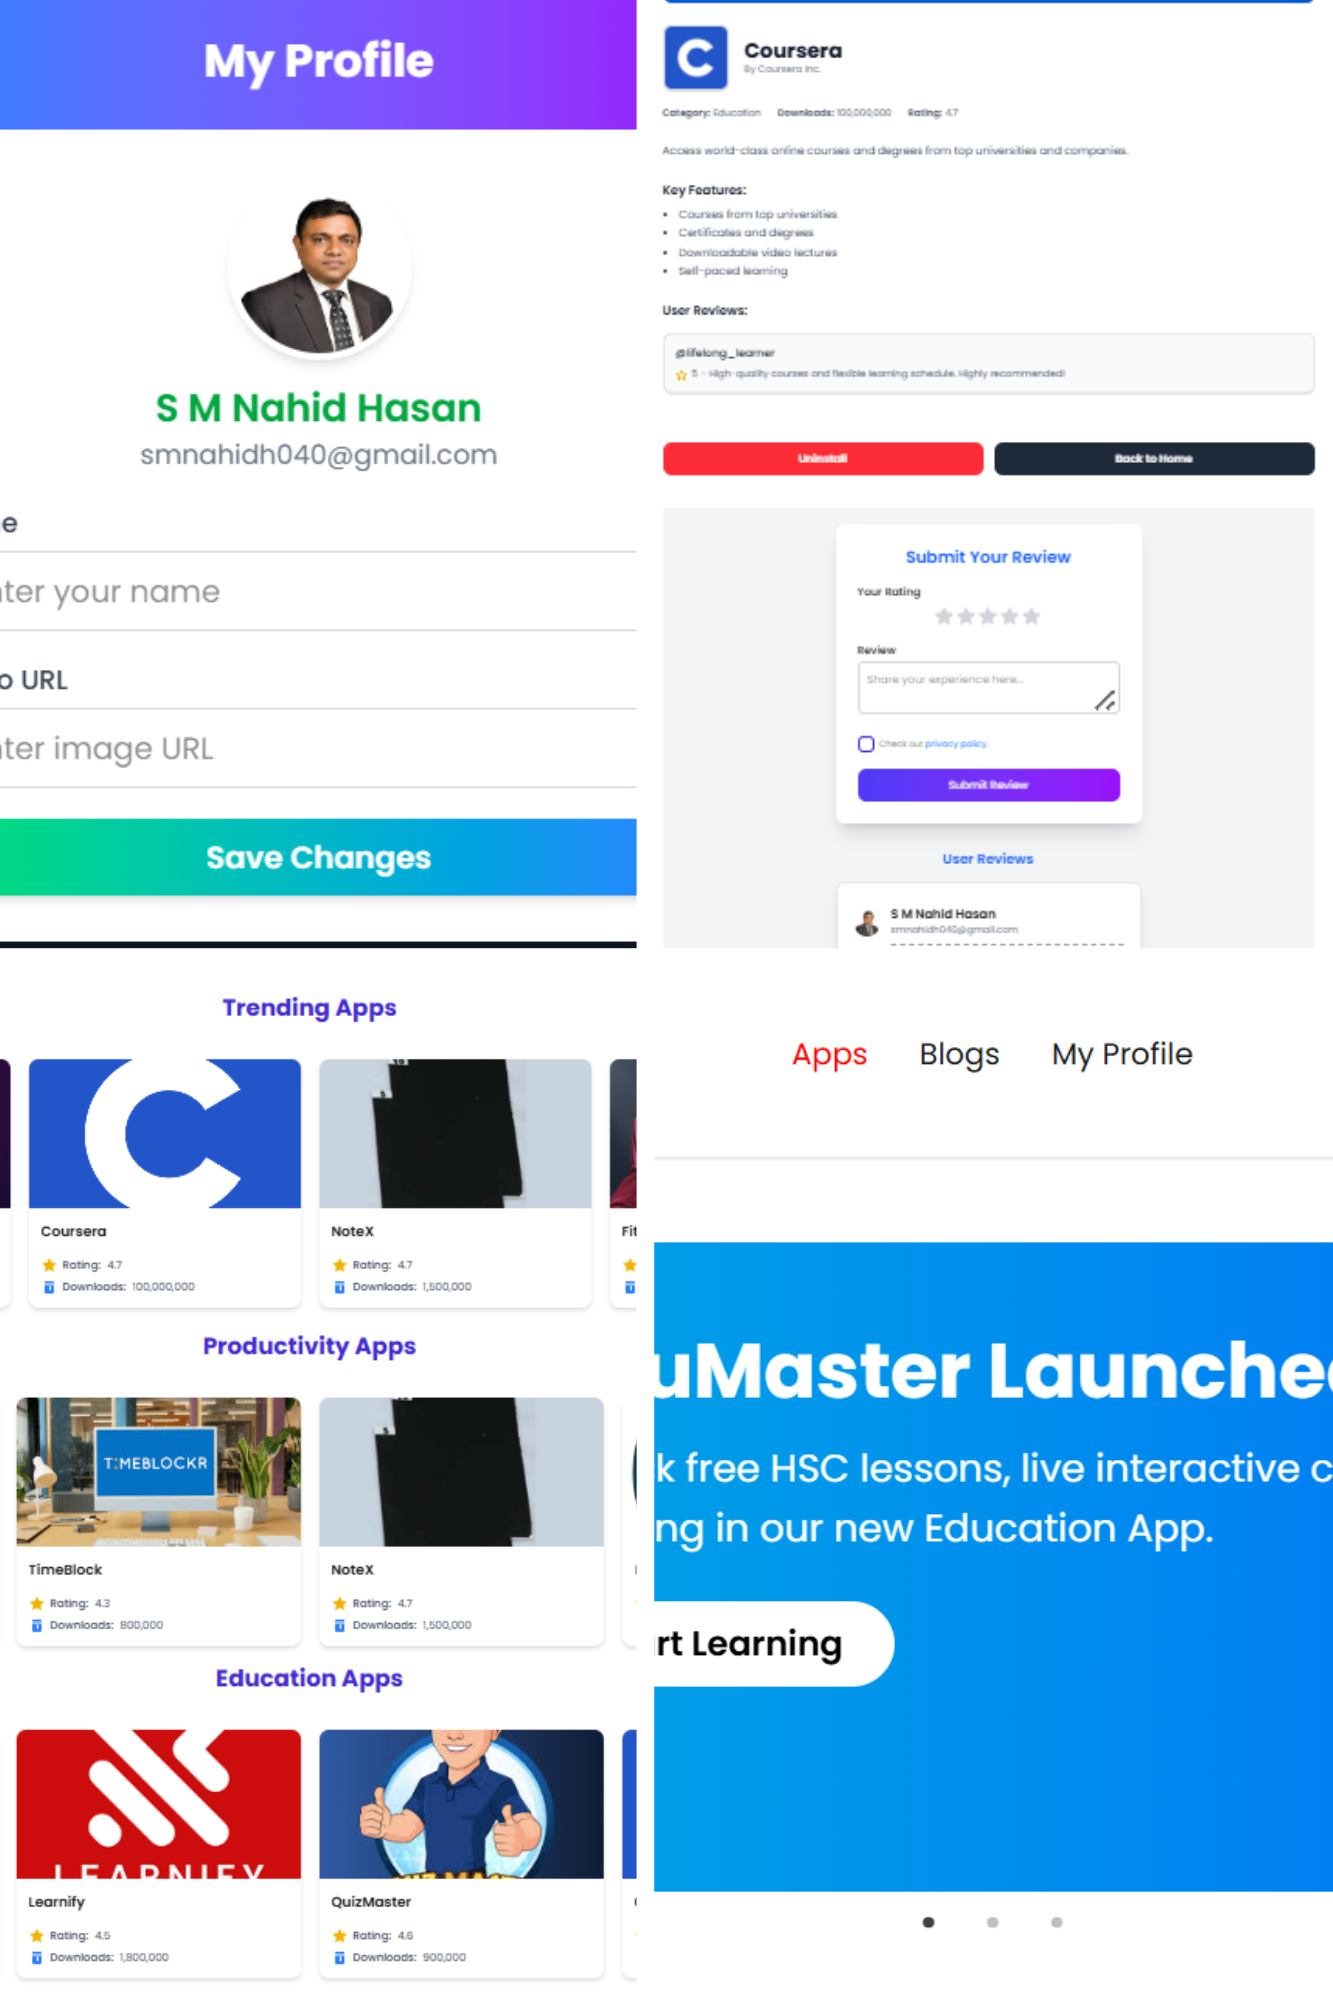 My Profile
S M Nahid Hasan
smnahidh040@gmail.com
e
nter your name
o URL
nter image URL
Save Changes
Coursera
By Coursera Inc.
Category: Education Downloads: 100,000,000 Rating: 4.7
Access world-class online courses and degrees from top universities and companies.
Key Features:
Courses from top universities
Certificates and degrees
Downloadable video lectures
Self-paced learning
User Reviews:
@lifelong_learner
5 - High-quality courses and flexible learning schedule. Highly recommended!
Uninstall Back to Home
Submit Your Review
Your Rating
Review
Share your experience here...
Check out privacy policy.
Submit Review
User Reviews
S M Nahid Hasan
smnahidh040@gmail.com
Trending Apps
Coursera
Rating: 4.7
Downloads: 100,000,000
NoteX
Rating: 4.7
Downloads: 1,500,000
Fit
Productivity Apps
TIMEBLOCKR
TimeBlock
Rating: 4.3
Downloads: 800,000
NoteX
Rating: 4.7
Downloads: 1,500,000
Education Apps
LEARNIFY
Learnify
Rating: 4.5
Downloads: 1,800,000
QUIZ MAST
QuizMaster
Rating: 4.6
Downloads: 900,000
Apps Blogs My Profile
uMaster Launche
k free HSC lessons, live interactive c
ng in our new Education App.
rt Learning